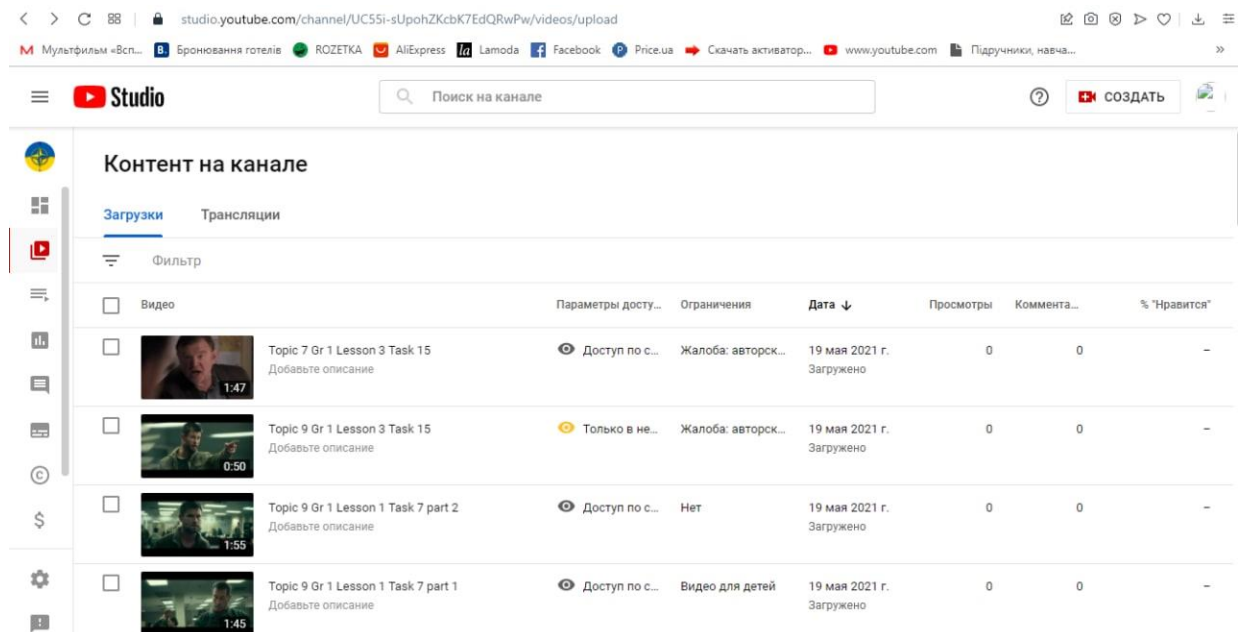 studio.youtube.com/channel/UC55i-sUpohZKcbK7EdQRwPw/videos/upload
Мультфильм «Всп... B. Бронювання готелів ROZETKA AliExpress la Lamoda Facebook P Price.ua Скачать активатор... www.youtube.com Підручники, навча... »
Studio Поиск на канале СОЗДАТЬ
Контент на канале
Загрузки Трансляции
Фильтр
Видео Параметры досту... Ограничения Дата ↓ Просмотры Коммента... % "Нравится"
Topic 7 Gr 1 Lesson 3 Task 15 Доступ по с... Жалоба: авторск... 19 мая 2021 г. 0 0 –
Добавьте описание Загружено
1:47
Topic 9 Gr 1 Lesson 3 Task 15 Только в не... Жалоба: авторск... 19 мая 2021 г. 0 0 –
Добавьте описание Загружено
0:50
Topic 9 Gr 1 Lesson 1 Task 7 part 2 Доступ по с... Нет 19 мая 2021 г. 0 0 –
Добавьте описание Загружено
1:55
Topic 9 Gr 1 Lesson 1 Task 7 part 1 Доступ по с... Видео для детей 19 мая 2021 г. 0 0 –
Добавьте описание Загружено
1:45